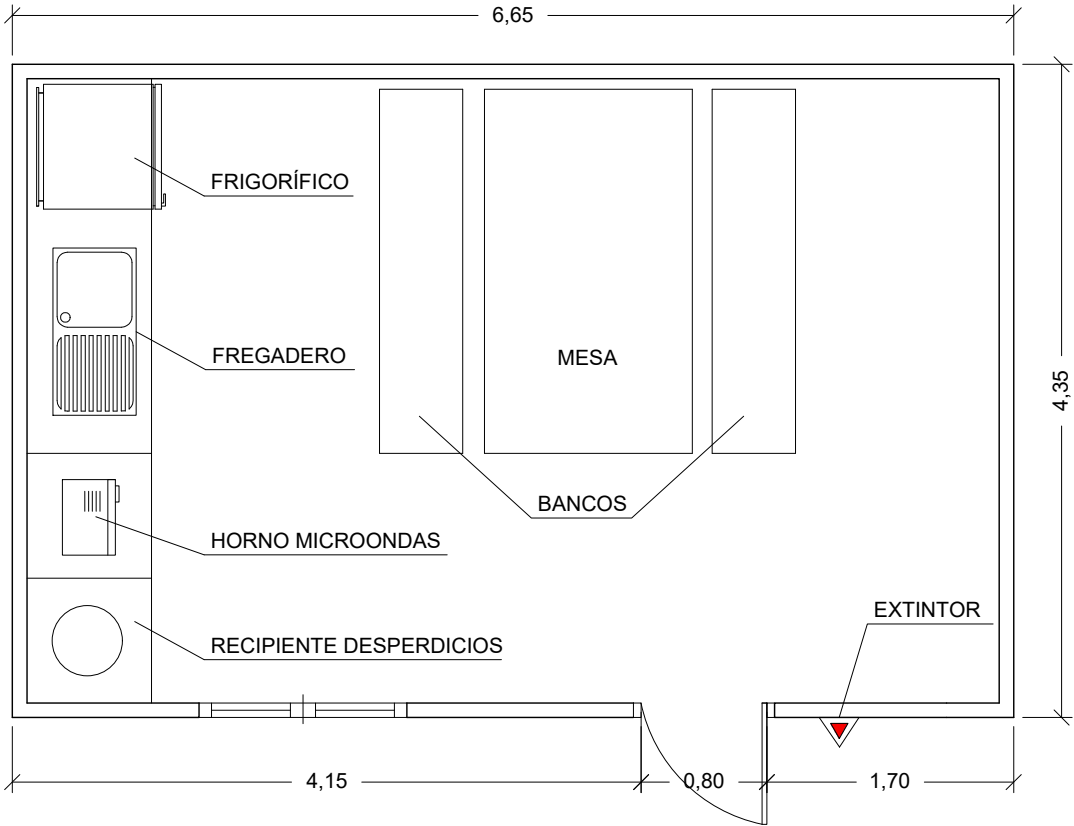 6,65
FRIGORÍFICO
FREGADERO
MESA
4,35
BANCOS
HORNO MICROONDAS
EXTINTOR
RECIPIENTE DESPERDICIOS
4,15
0,80
1,70